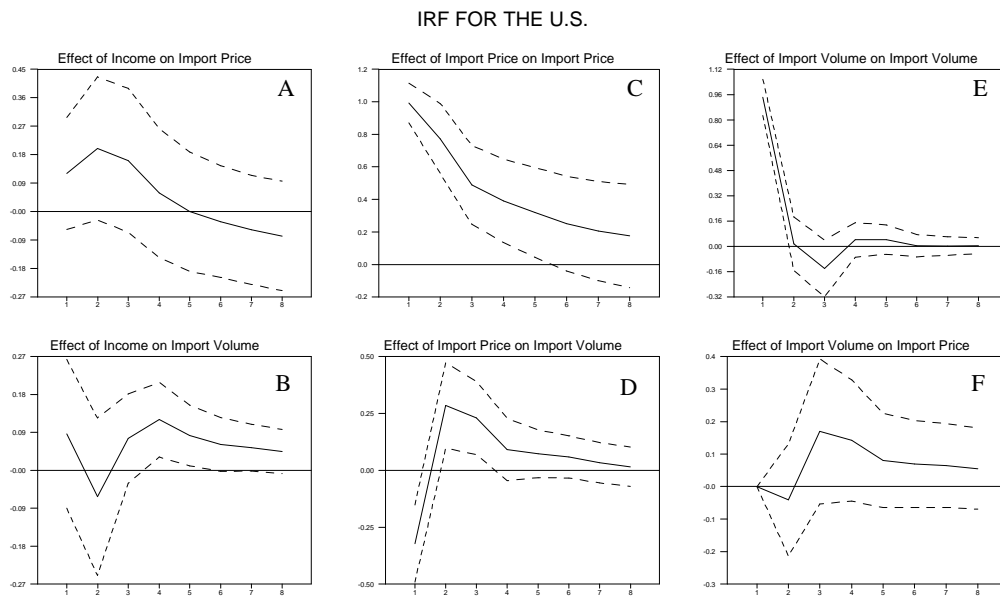 IRF FOR THE U.S.
Effect of Income on Import Price
A
0.45
0.36
0.27
0.18
0.09
-0.00
-0.09
-0.18
-0.27
1 2 3 4 5 6 7 8
Effect of Import Price on Import Price
C
1.2
1.0
0.8
0.6
0.4
0.2
0.0
-0.2
1 2 3 4 5 6 7 8
Effect of Import Volume on Import Volume
E
1.12
0.96
0.80
0.64
0.48
0.32
0.16
0.00
-0.16
-0.32
1 2 3 4 5 6 7 8
Effect of Income on Import Volume
B
0.27
0.18
0.09
-0.00
-0.09
-0.18
-0.27
1 2 3 4 5 6 7 8
Effect of Import Price on Import Volume
D
0.50
0.25
0.00
-0.25
-0.50
1 2 3 4 5 6 7 8
Effect of Import Volume on Import Price
F
0.4
0.3
0.2
0.1
-0.0
-0.1
-0.2
-0.3
1 2 3 4 5 6 7 8